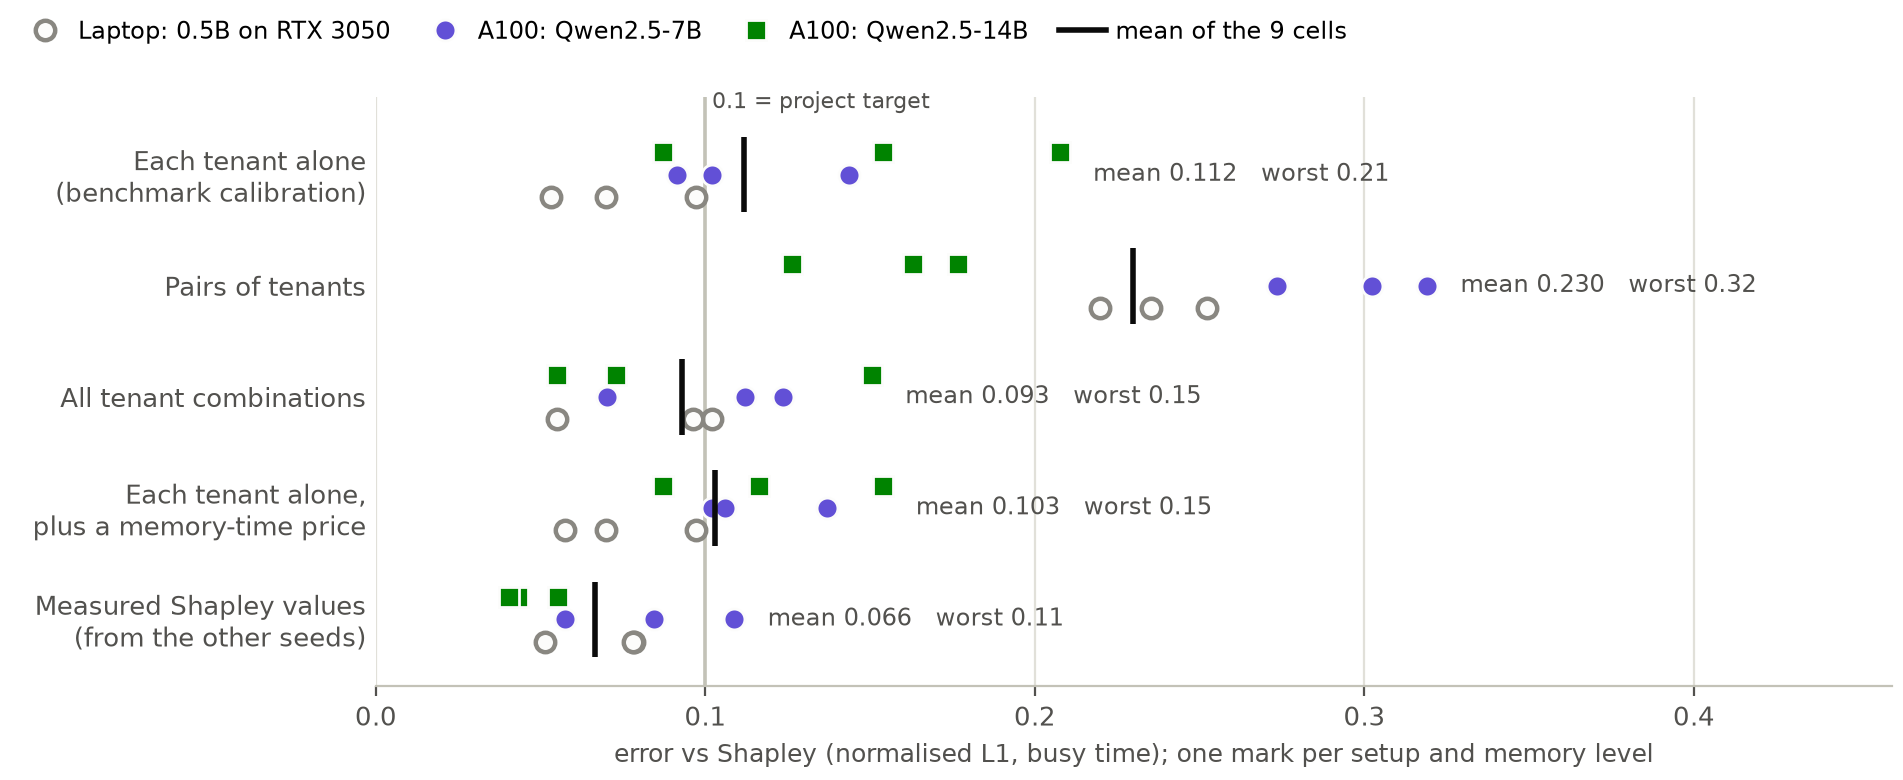 Laptop: 0.5B on RTX 3050   A100: Qwen2.5-7B   A100: Qwen2.5-14B   mean of the 9 cells
0.1 = project target
Each tenant alone
(benchmark calibration)
mean 0.112   worst 0.21
Pairs of tenants
mean 0.230   worst 0.32
All tenant combinations
mean 0.093   worst 0.15
Each tenant alone,
plus a memory-time price
mean 0.103   worst 0.15
Measured Shapley values
(from the other seeds)
mean 0.066   worst 0.11
0.0   0.1   0.2   0.3   0.4
error vs Shapley (normalised L1, busy time); one mark per setup and memory level